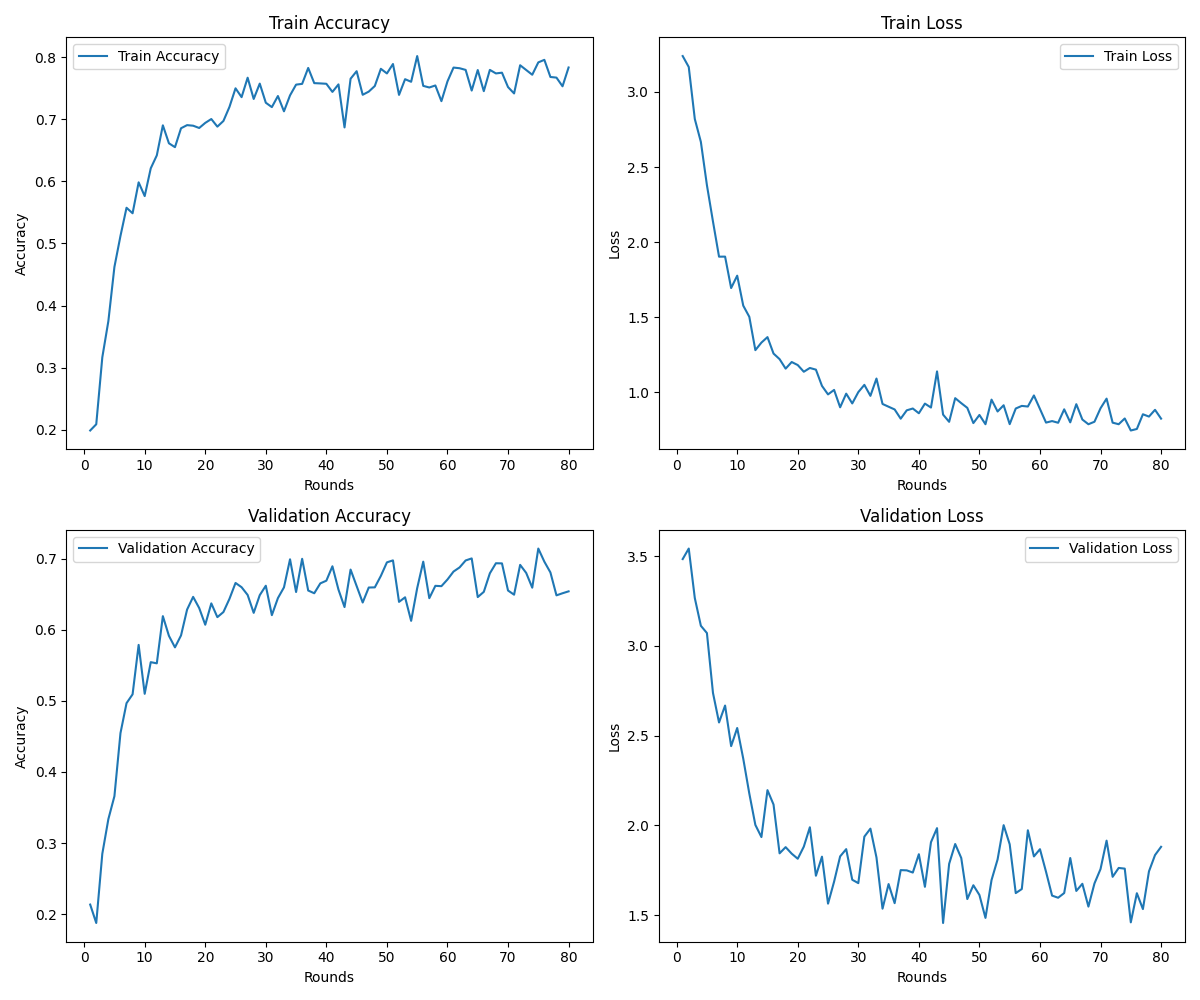 Train Accuracy
Train Accuracy
Accuracy
0.8
0.7
0.6
0.5
0.4
0.3
0.2
0 10 20 30 40 50 60 70 80
Rounds
Train Loss
Train Loss
Loss
3.0
2.5
2.0
1.5
1.0
0 10 20 30 40 50 60 70 80
Rounds
Validation Accuracy
Validation Accuracy
Accuracy
0.7
0.6
0.5
0.4
0.3
0.2
0 10 20 30 40 50 60 70 80
Rounds
Validation Loss
Validation Loss
Loss
3.5
3.0
2.5
2.0
1.5
0 10 20 30 40 50 60 70 80
Rounds